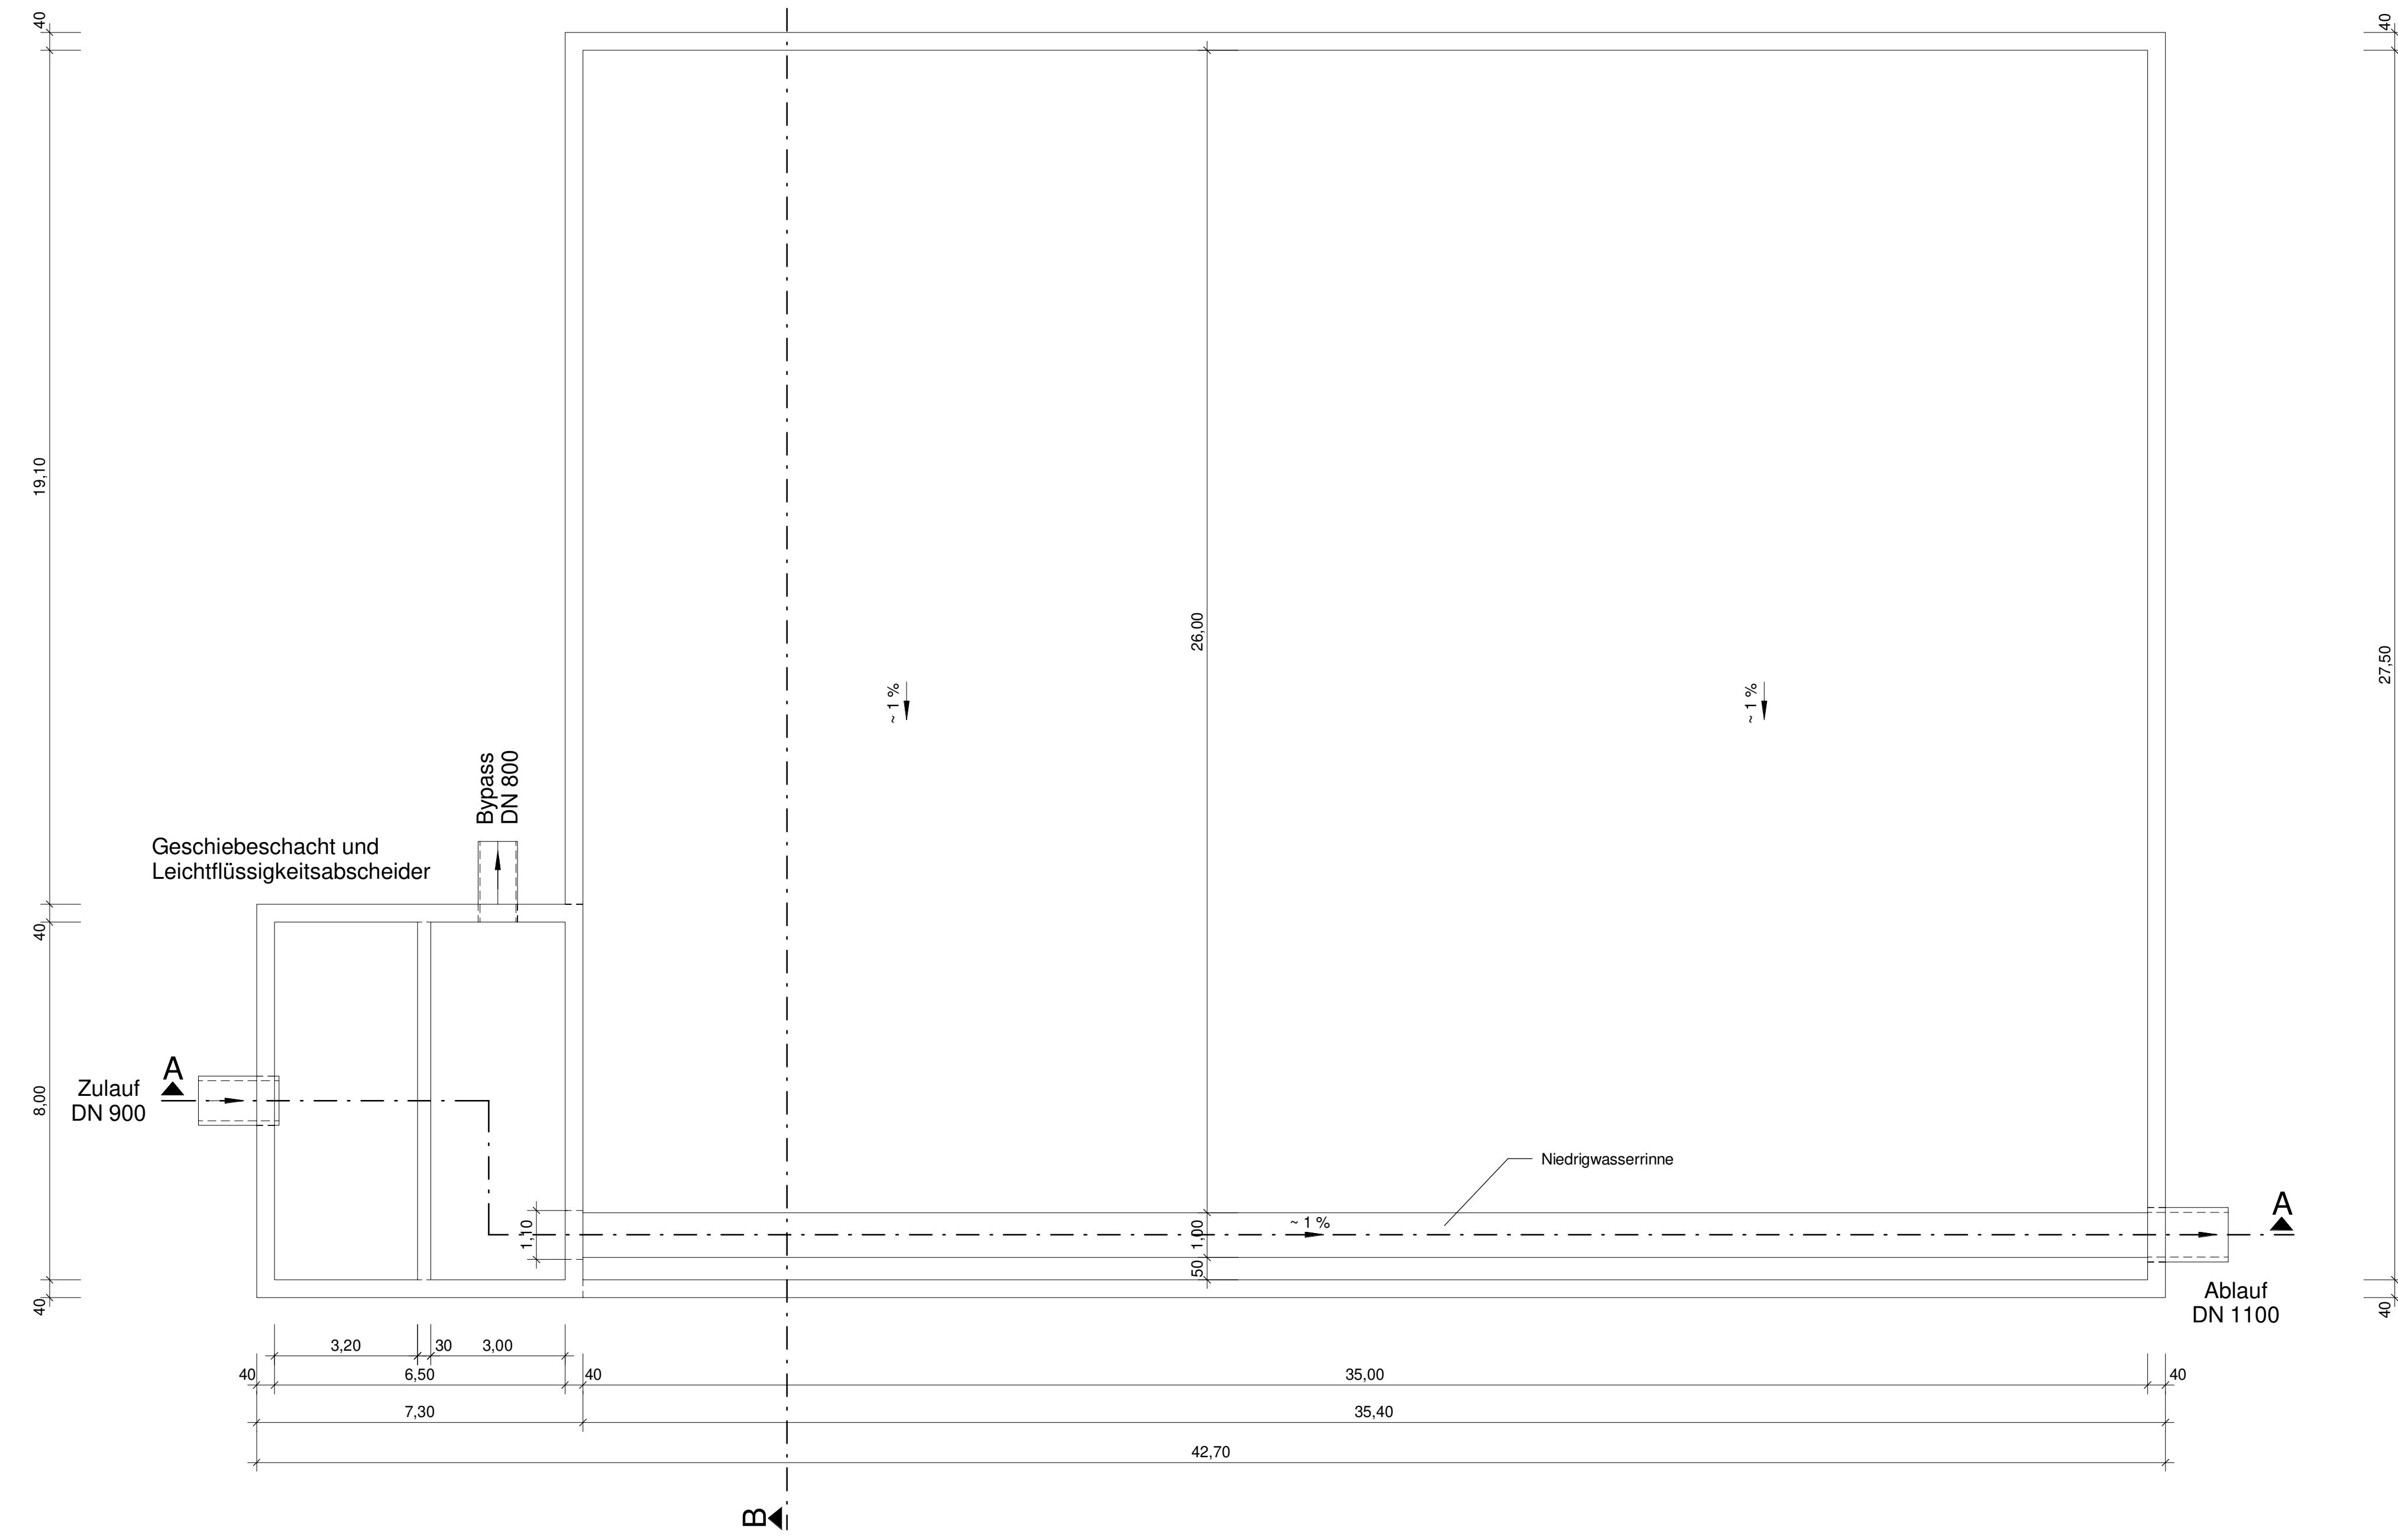 40
40
19,10
26,00
27,50
~ 1 %
~ 1 %
Bypass
DN 800
Geschiebeschacht und
Leichtflüssigkeitsabscheider
40
A
Zulauf
DN 900
8,00
Niedrigwasserrinne
1,10
1,00
~ 1 %
A
50
40
Ablauf
DN 1100
40
3,20
30
3,00
40
6,50
40
35,00
40
7,30
35,40
42,70
B